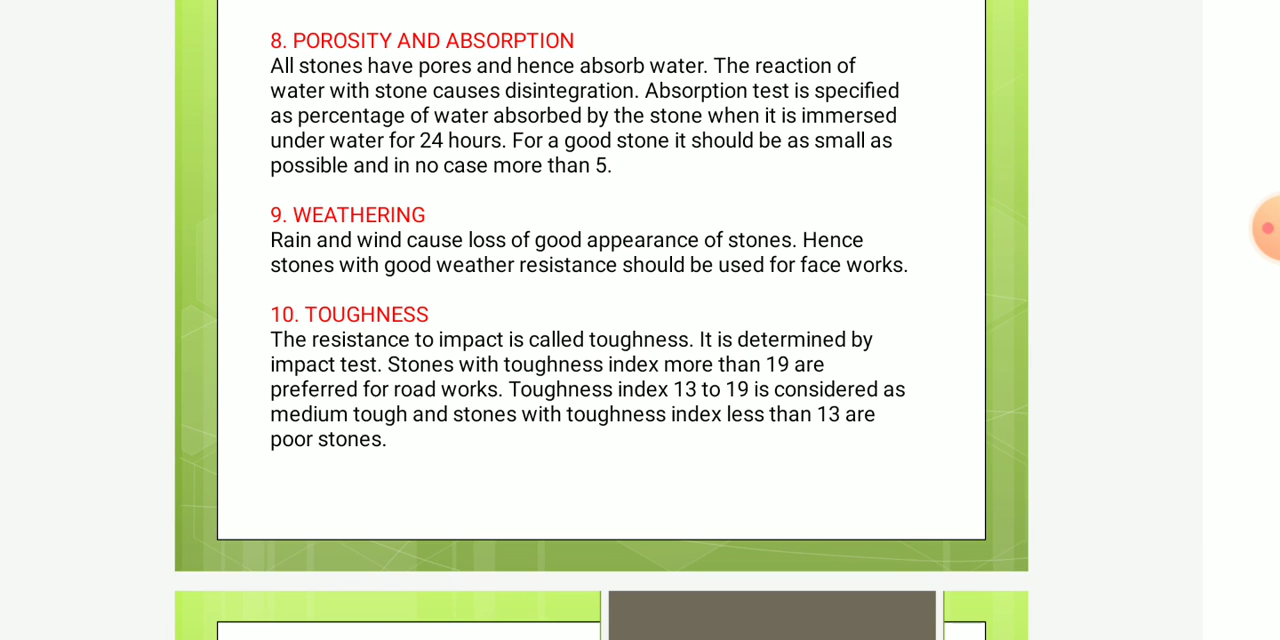 8. POROSITY AND ABSORPTION
All stones have pores and hence absorb water. The reaction of
water with stone causes disintegration. Absorption test is specified
as percentage of water absorbed by the stone when it is immersed
under water for 24 hours. For a good stone it should be as small as
possible and in no case more than 5.
9. WEATHERING
Rain and wind cause loss of good appearance of stones. Hence
stones with good weather resistance should be used for face works.
10. TOUGHNESS
The resistance to impact is called toughness. It is determined by
impact test. Stones with toughness index more than 19 are
preferred for road works. Toughness index 13 to 19 is considered as
medium tough and stones with toughness index less than 13 are
poor stones.